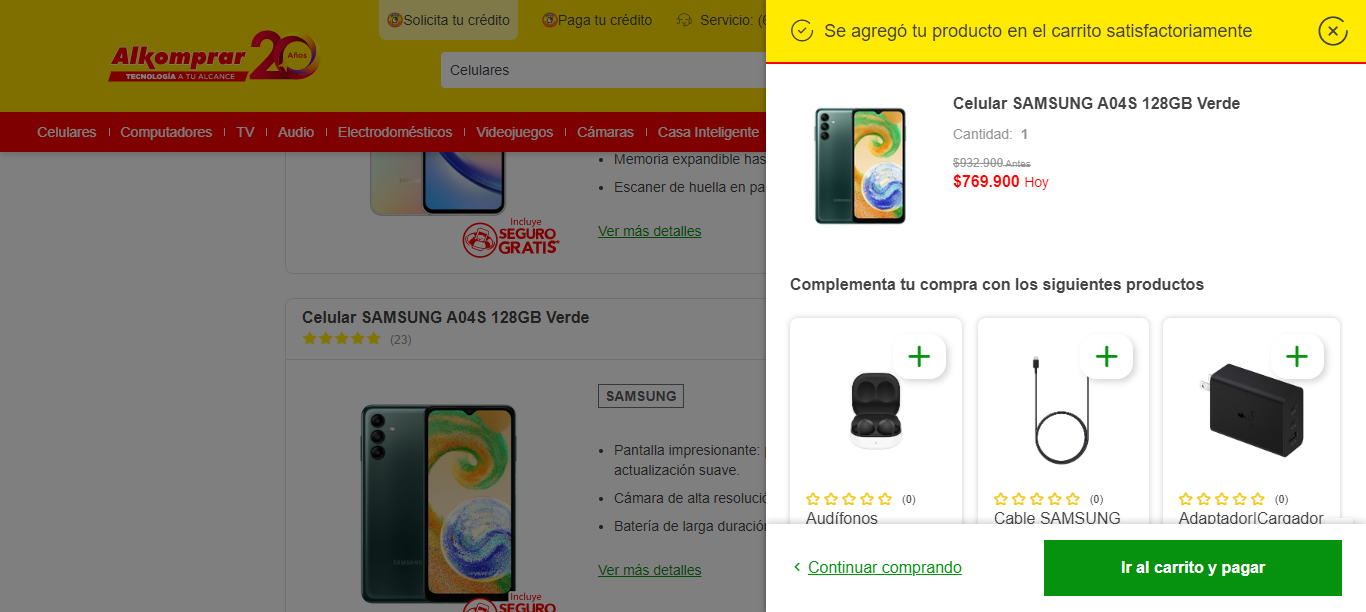 Solicita tu crédito
Paga tu crédito
Servicio: (6
Alkomprar 20 Años
TECNOLOGÍA A TU ALCANCE
Celulares
Celulares
Computadores
TV
Audio
Electrodomésticos
Videojuegos
Cámaras
Casa Inteligente
Memoria expandible has
Escaner de huella en pa
Incluye
SEGURO
GRATIS*
Ver más detalles
Celular SAMSUNG A04S 128GB Verde
(23)
SAMSUNG
Pantalla impresionante:
actualización suave.
Cámara de alta resolució
Batería de larga duración
SAMSUNG
Ver más detalles
Incluye
SEGURO
Se agregó tu producto en el carrito satisfactoriamente
Celular SAMSUNG A04S 128GB Verde
Cantidad: 1
$932.900 Antes
$769.900 Hoy
Complementa tu compra con los siguientes productos
(0)
Audífonos
(0)
Cable SAMSUNG
(0)
Adaptador|Cargador
Continuar comprando
Ir al carrito y pagar